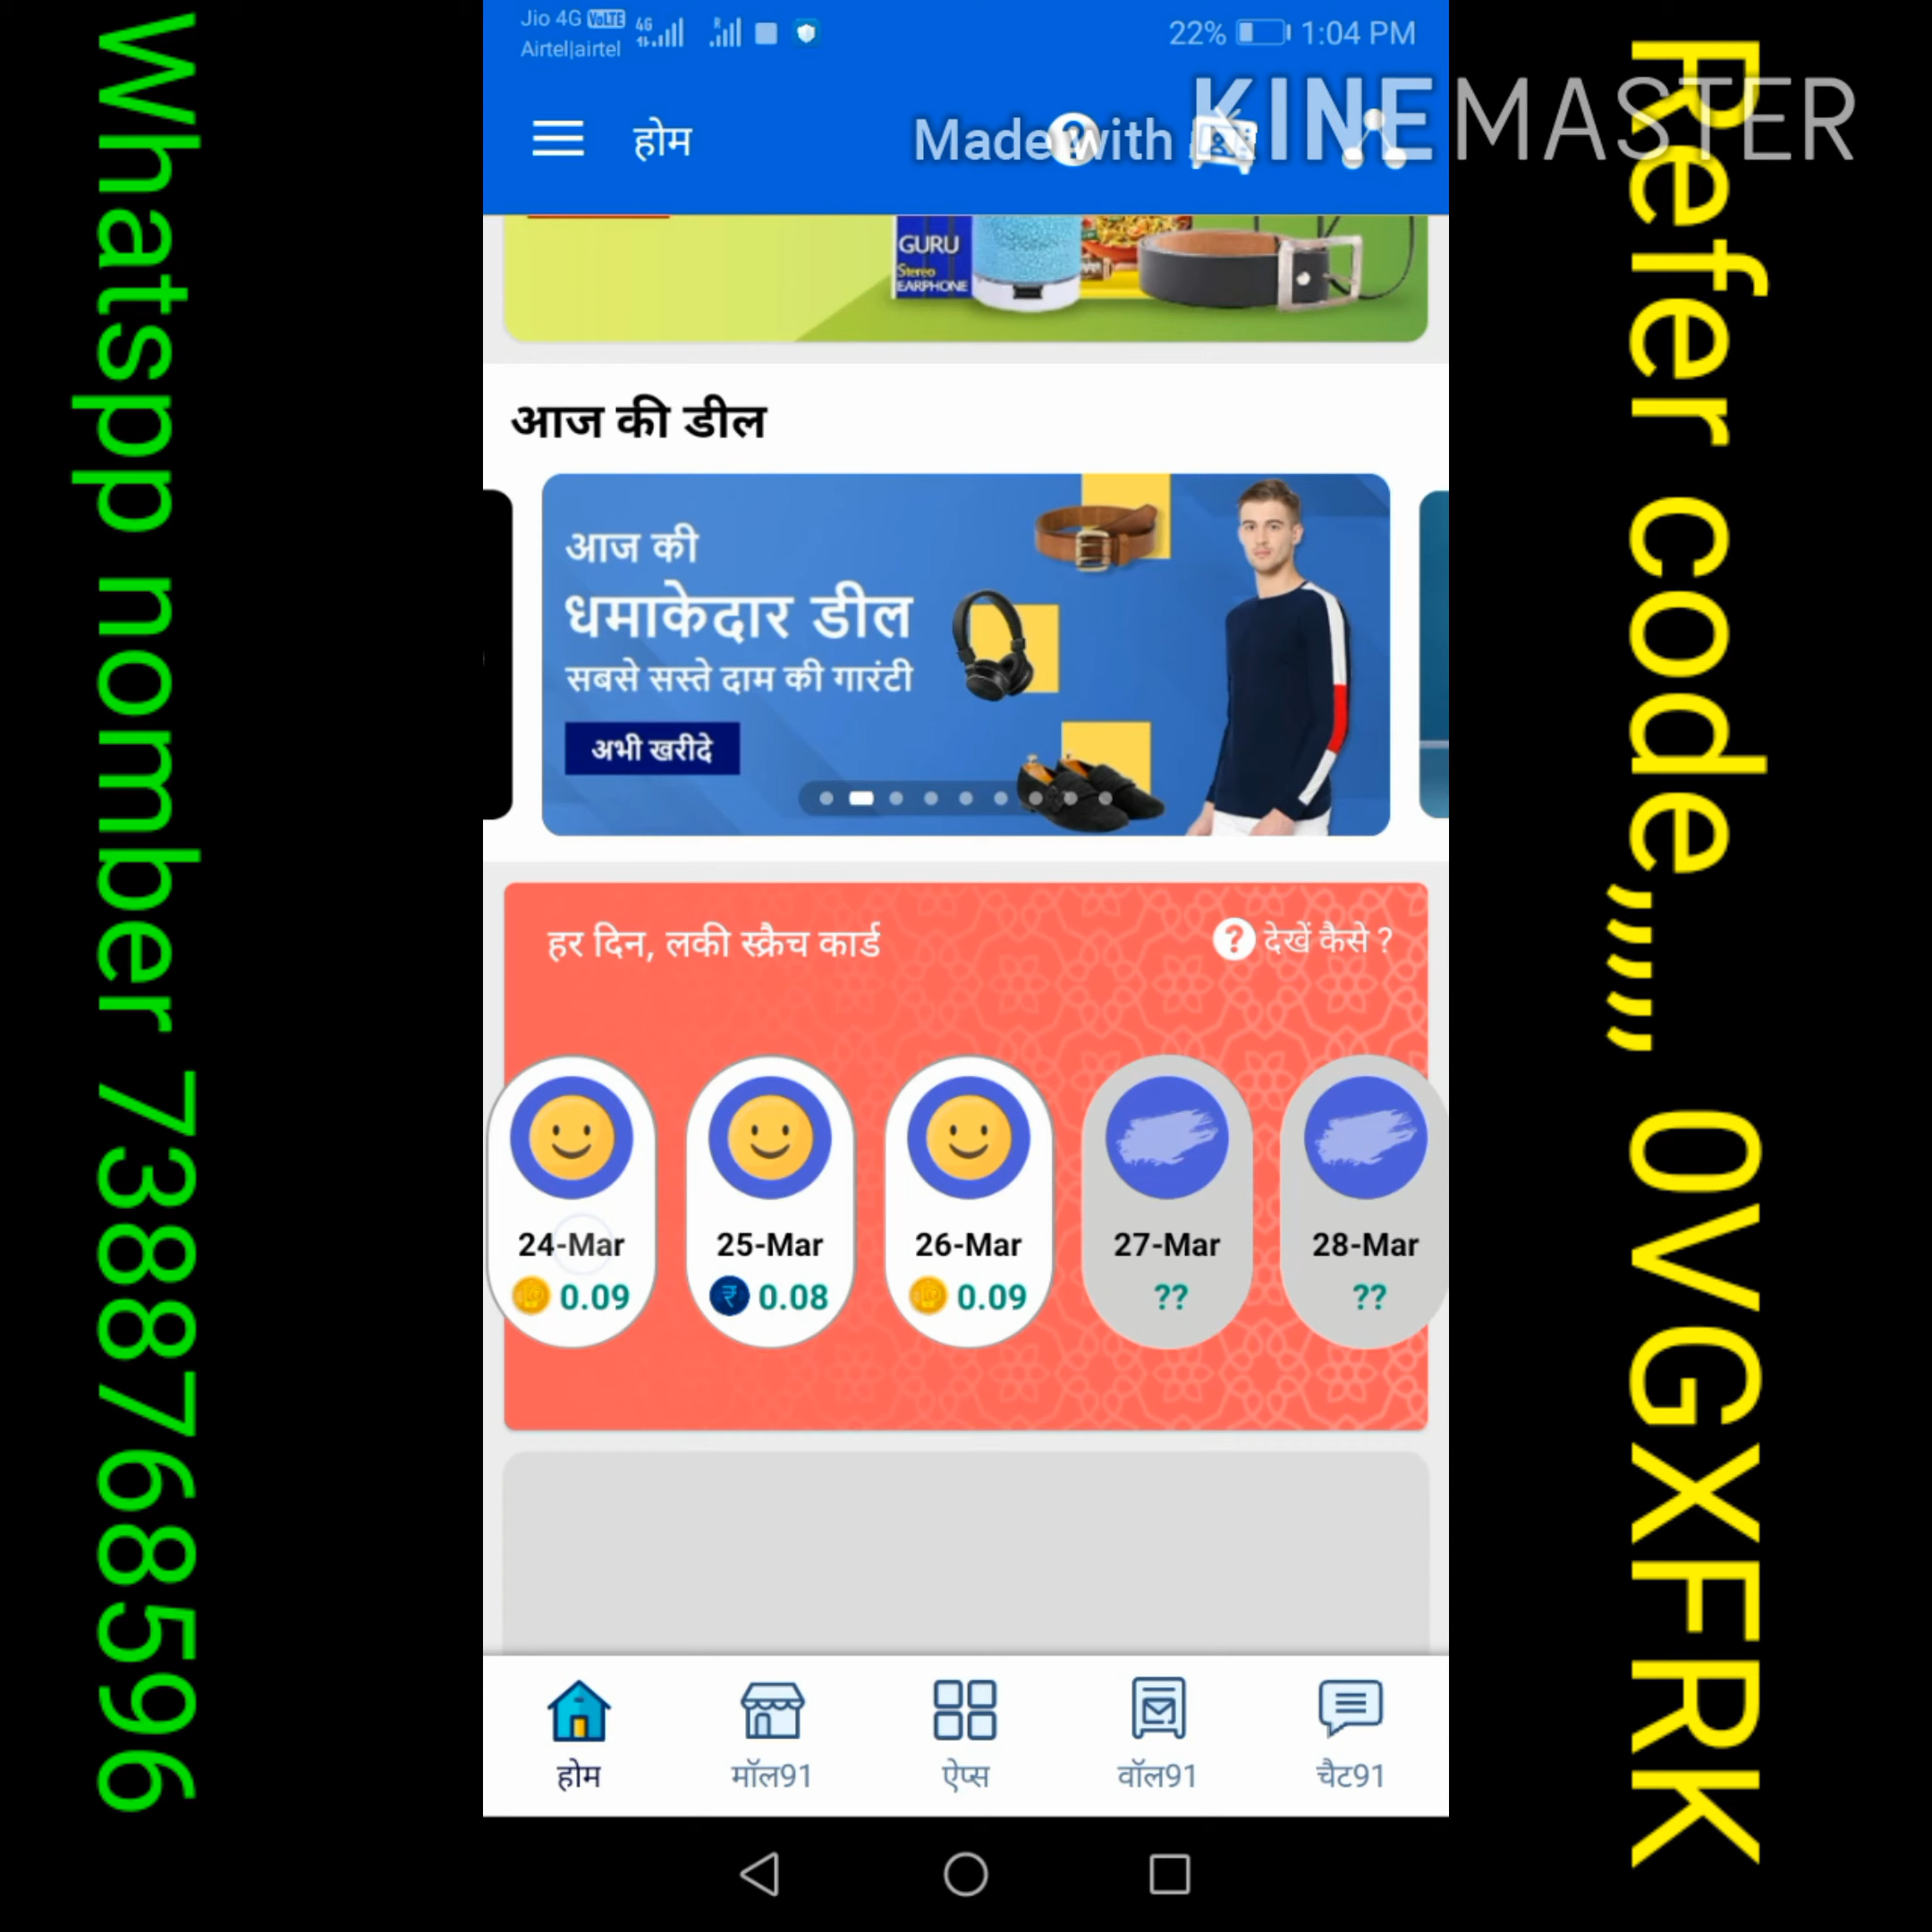 Whatspp nomber 7388768596
Jio 4G VoLTE 4G R
Airtel|airtel
22% 1:04 PM
होम
Made with KINEMASTER
GURU
Stereo
EARPHONE
आज की डील
आज की
धमाकेदार डील
सबसे सस्ते दाम की गारंटी
अभी खरीदे
हर दिन, लकी स्क्रैच कार्ड
? देखें कैसे ?
24-Mar 25-Mar 26-Mar 27-Mar 28-Mar
0.09 ₹ 0.08 0.09 ?? ??
होम मॉल91 ऐप्स वॉल91 चैट91
Refer code,,,,,,,, 0VGXFRK